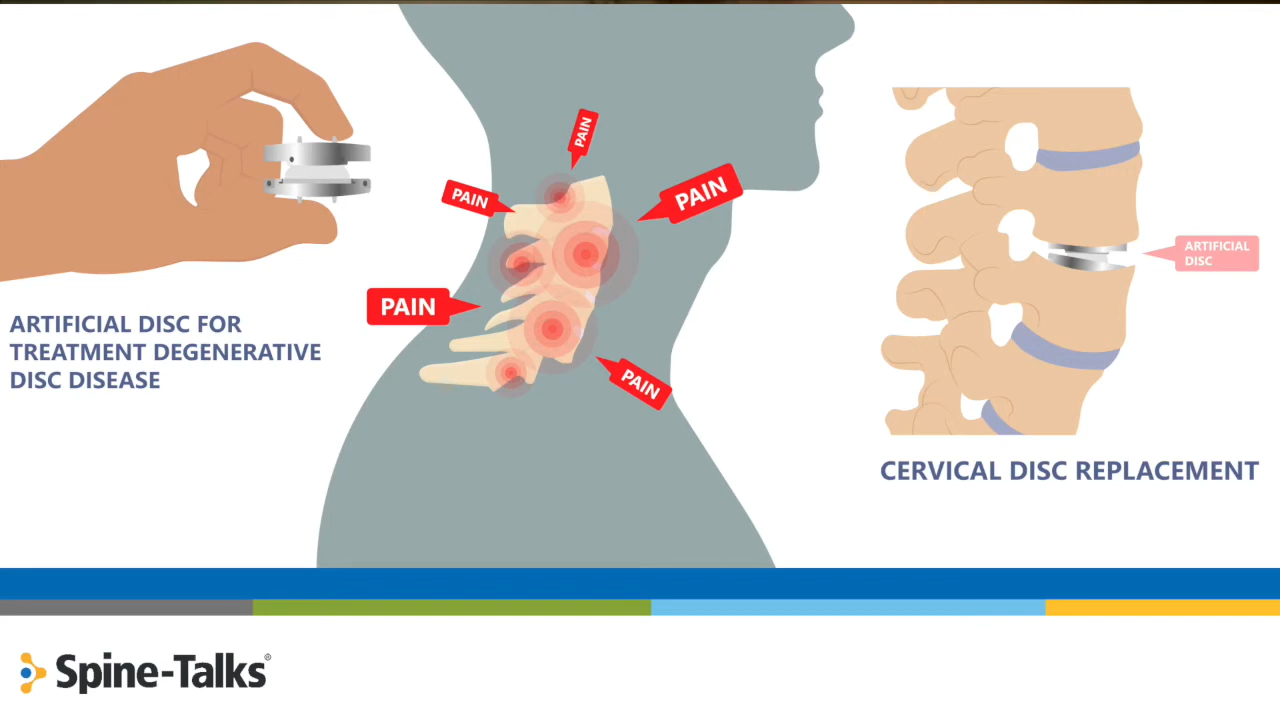 ARTIFICIAL DISC FOR
TREATMENT DEGENERATIVE
DISC DISEASE
PAIN
PAIN
PAIN
PAIN
PAIN
ARTIFICIAL
DISC
CERVICAL DISC REPLACEMENT
Spine-Talks®